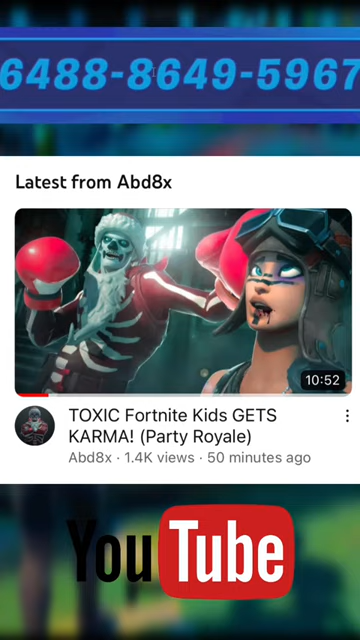 6488-8649-5967
Latest from Abd8x
10:52
TOXIC Fortnite Kids GETS
KARMA! (Party Royale)
Abd8x · 1.4K views · 50 minutes ago
YouTube